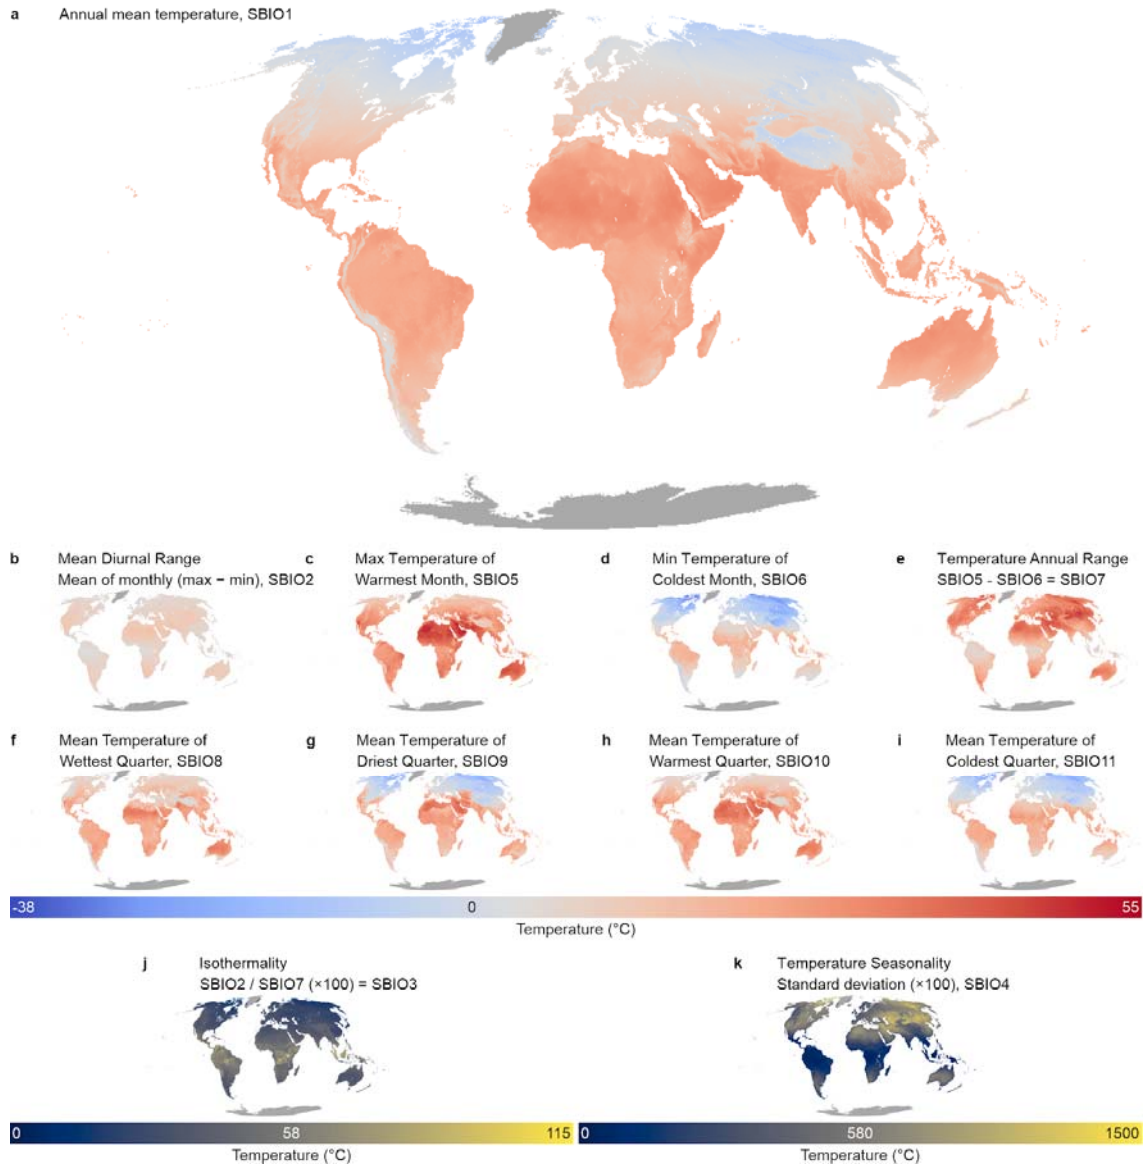 a Annual mean temperature, SBIO1
b Mean Diurnal Range
Mean of monthly (max − min), SBIO2
c Max Temperature of
Warmest Month, SBIO5
d Min Temperature of
Coldest Month, SBIO6
e Temperature Annual Range
SBIO5 - SBIO6 = SBIO7
f Mean Temperature of
Wettest Quarter, SBIO8
g Mean Temperature of
Driest Quarter, SBIO9
h Mean Temperature of
Warmest Quarter, SBIO10
i Mean Temperature of
Coldest Quarter, SBIO11
-38 0 55
Temperature (°C)
j Isothermality
SBIO2 / SBIO7 (×100) = SBIO3
k Temperature Seasonality
Standard deviation (×100), SBIO4
0 58 115
Temperature (°C)
0 580 1500
Temperature (°C)